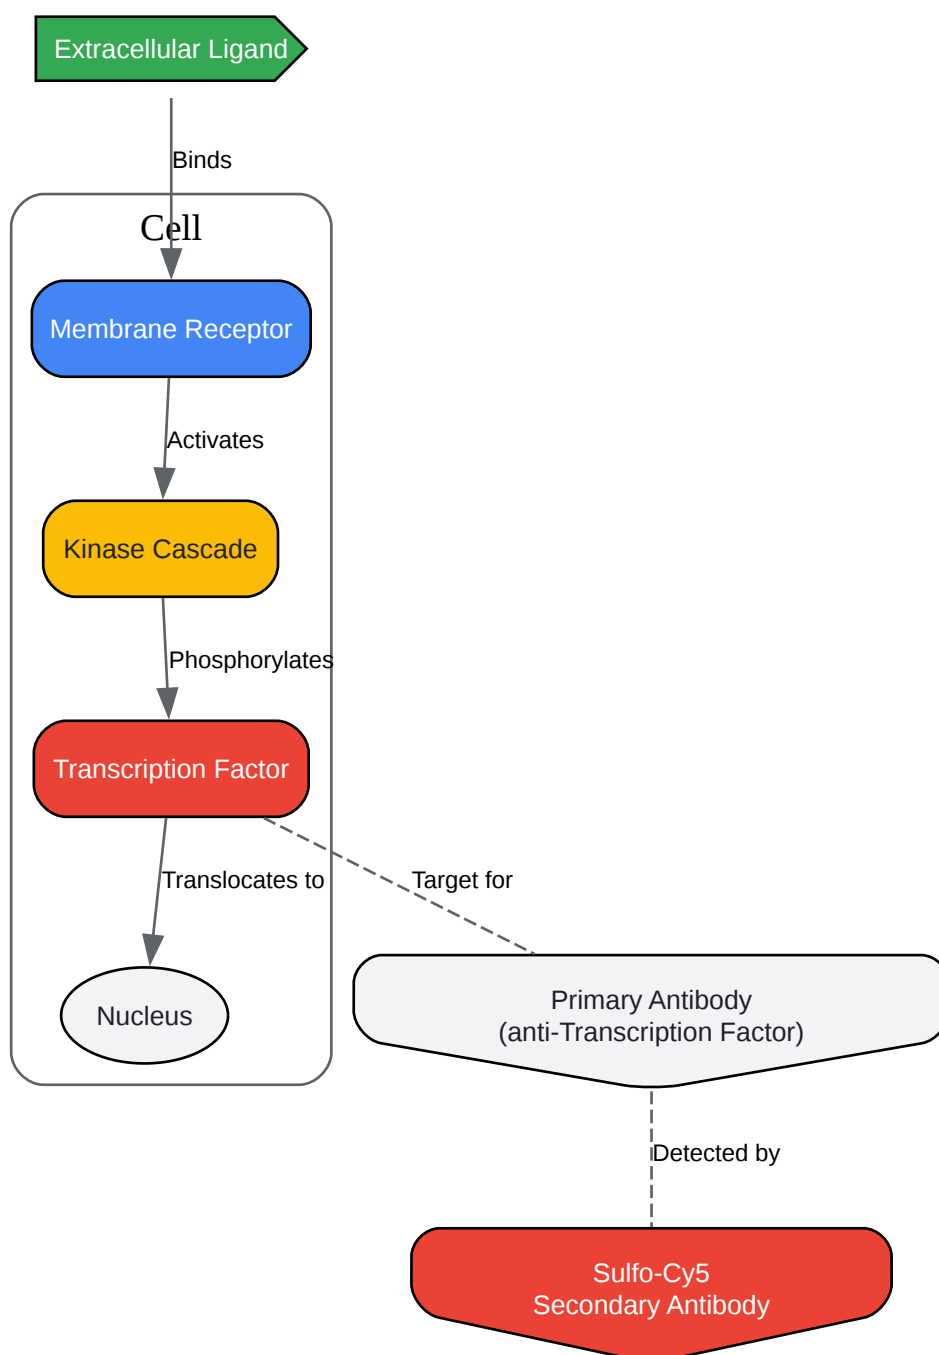 Extracellular Ligand
Binds
Cell
Membrane Receptor
Activates
Kinase Cascade
Phosphorylates
Transcription Factor
Translocates to
Target for
Nucleus
Primary Antibody
(anti-Transcription Factor)
Detected by
Sulfo-Cy5
Secondary Antibody